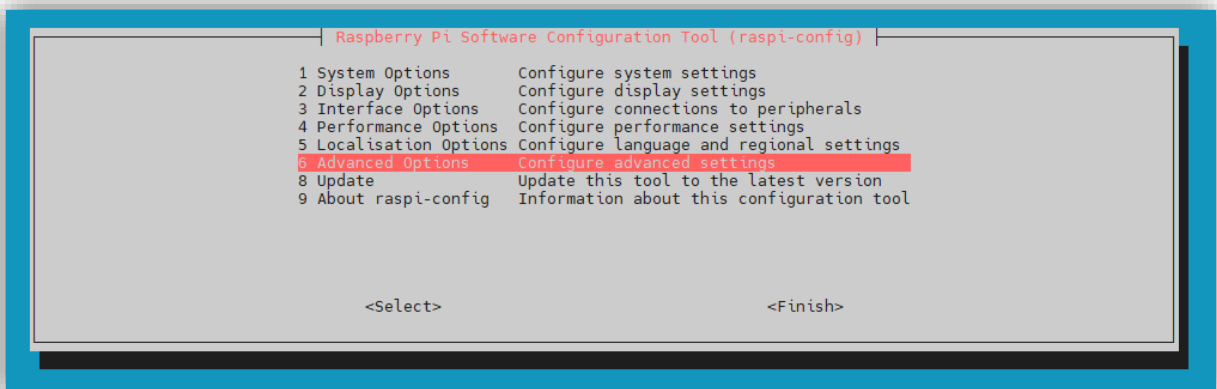 Raspberry Pi Software Configuration Tool (raspi-config)
1 System Options Configure system settings
2 Display Options Configure display settings
3 Interface Options Configure connections to peripherals
4 Performance Options Configure performance settings
5 Localisation Options Configure language and regional settings
6 Advanced Options Configure advanced settings
8 Update Update this tool to the latest version
9 About raspi-config Information about this configuration tool
<Select> <Finish>